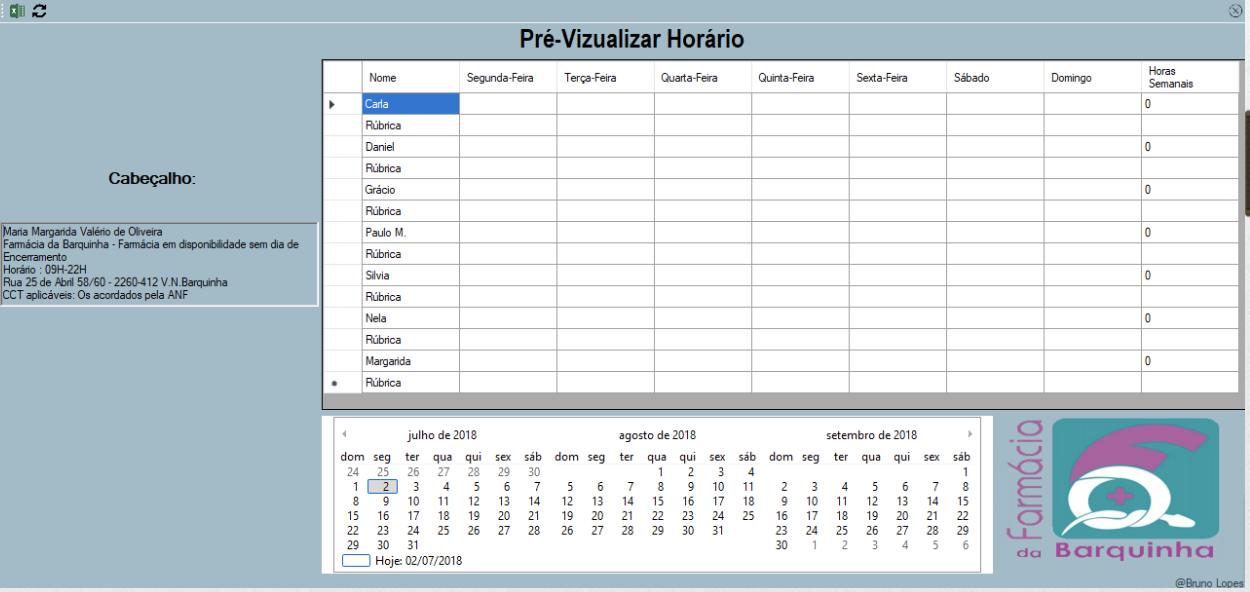 Pré-Vizualizar Horário
Nome Segunda-Feira Terça-Feira Quarta-Feira Quinta-Feira Sexta-Feira Sábado Domingo Horas Semanais
Carla 0
Rúbrica
Daniel 0
Rúbrica
Grácio 0
Rúbrica
Paulo M. 0
Rúbrica
Silvia 0
Rúbrica
Nela 0
Rúbrica
Margarida 0
Rúbrica
Cabeçalho:
Maria Margarida Valério de Oliveira
Farmácia da Barquinha - Farmácia em disponibilidade sem dia de
Encerramento
Horário : 09H-22H
Rua 25 de Abril 58/60 - 2260-412 V.N.Barquinha
CCT aplicáveis: Os acordados pela ANF
julho de 2018
dom seg ter qua qui sex sáb
24 25 26 27 28 29 30
1 2 3 4 5 6 7
8 9 10 11 12 13 14
15 16 17 18 19 20 21
22 23 24 25 26 27 28
29 30 31
agosto de 2018
dom seg ter qua qui sex sáb
1 2 3 4
5 6 7 8 9 10 11
12 13 14 15 16 17 18
19 20 21 22 23 24 25
26 27 28 29 30 31
setembro de 2018
dom seg ter qua qui sex sáb
1
2 3 4 5 6 7 8
9 10 11 12 13 14 15
16 17 18 19 20 21 22
23 24 25 26 27 28 29
30 1 2 3 4 5 6
Hoje: 02/07/2018
Farmácia
da Barquinha
@Bruno Lopes